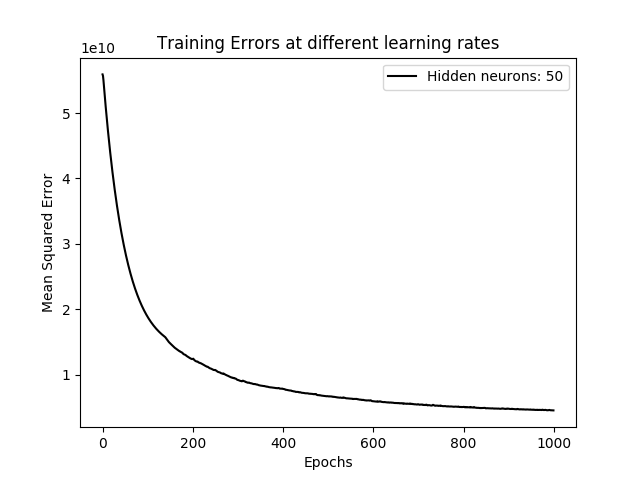 Training Errors at different learning rates
1e10
Hidden neurons: 50
5
4
3
2
1
Mean Squared Error
0 200 400 600 800 1000
Epochs